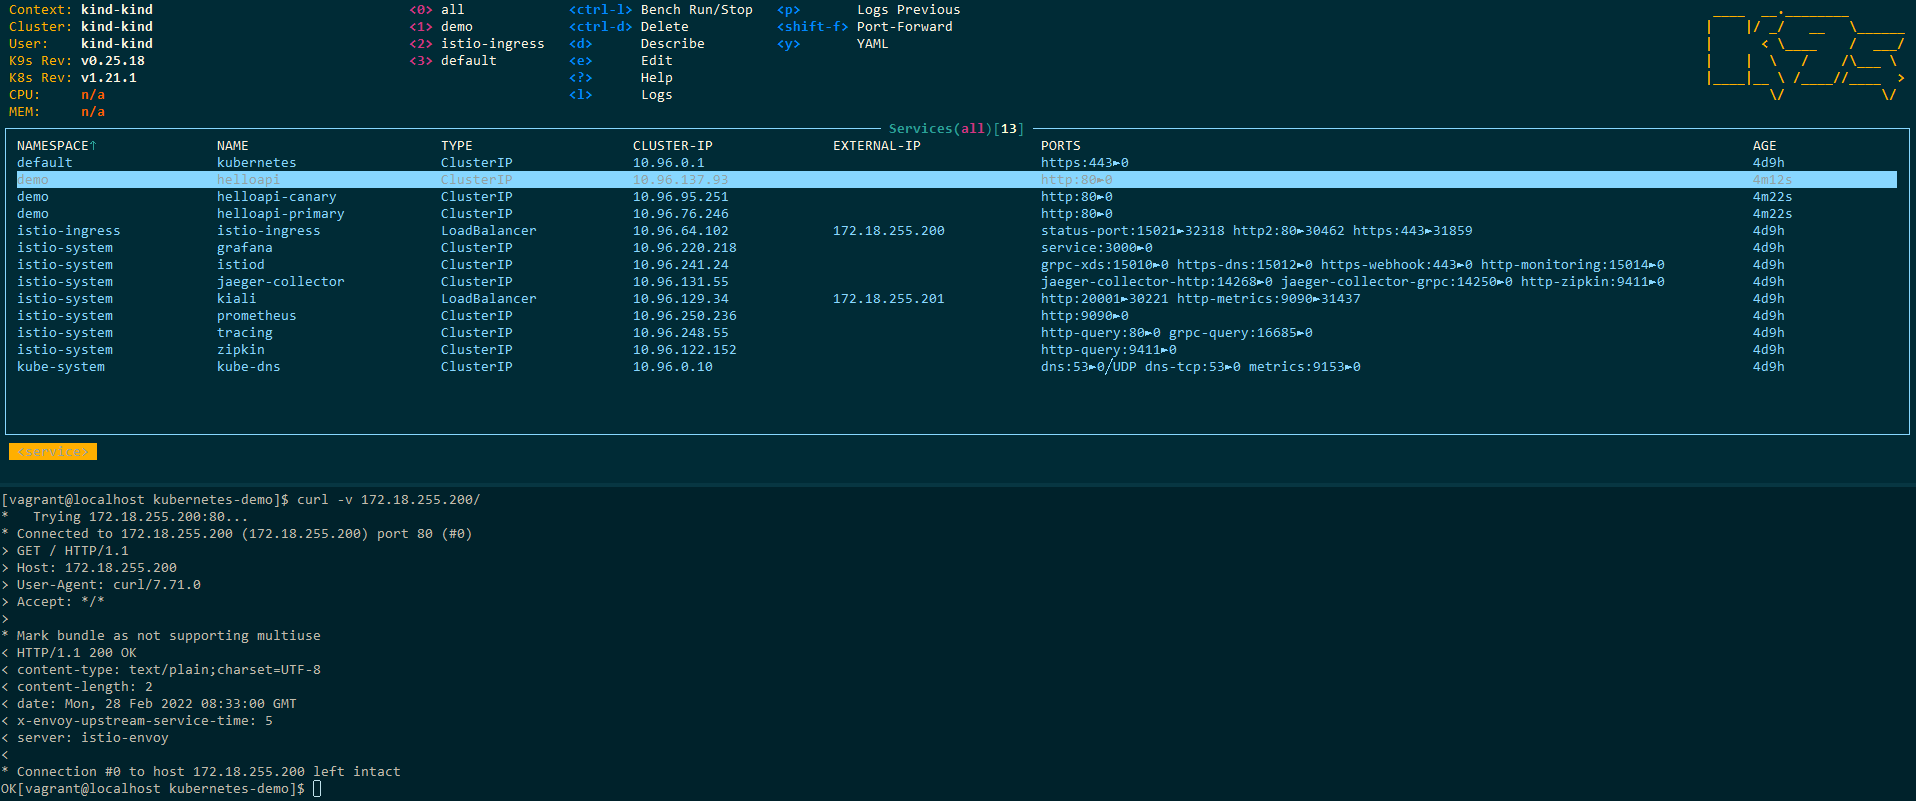 Context: kind-kind <0> all <ctrl-l> Bench Run/Stop <p> Logs Previous
Cluster: kind-kind <1> demo <ctrl-d> Delete <shift-f> Port-Forward
User: kind-kind <2> istio-ingress <d> Describe <y> YAML
K9s Rev: v0.25.18 <3> default <e> Edit
K8s Rev: v1.21.1 <?> Help
CPU: n/a <l> Logs
MEM: n/a
Services(all)[13]
NAMESPACE↑ NAME TYPE CLUSTER-IP EXTERNAL-IP PORTS AGE
default kubernetes ClusterIP 10.96.0.1 https:443►0 4d9h
demo helloapi ClusterIP 10.96.137.93 http:80►0 4m12s
demo helloapi-canary ClusterIP 10.96.95.251 http:80►0 4m22s
demo helloapi-primary ClusterIP 10.96.76.246 http:80►0 4m22s
istio-ingress istio-ingress LoadBalancer 10.96.64.102 172.18.255.200 status-port:15021►32318 http2:80►30462 https:443►31859 4d9h
istio-system grafana ClusterIP 10.96.220.218 service:3000►0 4d9h
istio-system istiod ClusterIP 10.96.241.24 grpc-xds:15010►0 https-dns:15012►0 https-webhook:443►0 http-monitoring:15014►0 4d9h
istio-system jaeger-collector ClusterIP 10.96.131.55 jaeger-collector-http:14268►0 jaeger-collector-grpc:14250►0 http-zipkin:9411►0 4d9h
istio-system kiali LoadBalancer 10.96.129.34 172.18.255.201 http:20001►30221 http-metrics:9090►31437 4d9h
istio-system prometheus ClusterIP 10.96.250.236 http:9090►0 4d9h
istio-system tracing ClusterIP 10.96.248.55 http-query:80►0 grpc-query:16685►0 4d9h
istio-system zipkin ClusterIP 10.96.122.152 http-query:9411►0 4d9h
kube-system kube-dns ClusterIP 10.96.0.10 dns:53►0/UDP dns-tcp:53►0 metrics:9153►0 4d9h
<service>
[vagrant@localhost kubernetes-demo]$ curl -v 172.18.255.200/
*   Trying 172.18.255.200:80...
* Connected to 172.18.255.200 (172.18.255.200) port 80 (#0)
> GET / HTTP/1.1
> Host: 172.18.255.200
> User-Agent: curl/7.71.0
> Accept: */*
>
* Mark bundle as not supporting multiuse
< HTTP/1.1 200 OK
< content-type: text/plain;charset=UTF-8
< content-length: 2
< date: Mon, 28 Feb 2022 08:33:00 GMT
< x-envoy-upstream-service-time: 5
< server: istio-envoy
<
* Connection #0 to host 172.18.255.200 left intact
OK[vagrant@localhost kubernetes-demo]$